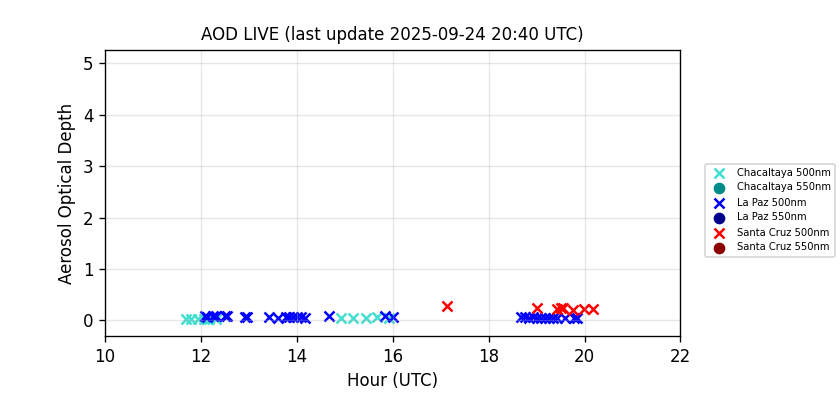 AOD LIVE (last update 2025-09-24 20:40 UTC)
Aerosol Optical Depth
5
4
3
2
1
0
10 12 14 16 18 20 22
Hour (UTC)
Chacaltaya 500nm
Chacaltaya 550nm
La Paz 500nm
La Paz 550nm
Santa Cruz 500nm
Santa Cruz 550nm